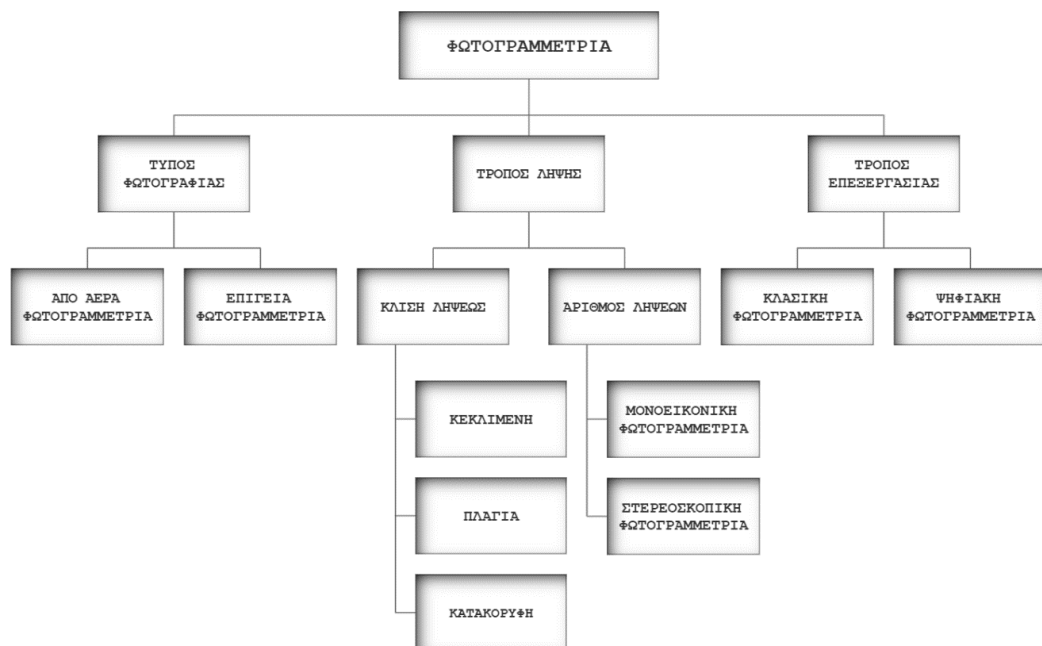 ΦΩΤΟΓΡΑΜΜΕΤΡΙΑ
ΤΥΠΟΣ
ΦΩΤΟΓΡΑΦΙΑΣ
ΤΡΟΠΟΣ ΛΗΨΗΣ
ΤΡΟΠΟΣ
ΕΠΕΞΕΡΓΑΣΙΑΣ
ΑΠΟ ΑΕΡΑ
ΦΩΤΟΓΡΑΜΜΕΤΡΙΑ
ΕΠΙΓΕΙΑ
ΦΩΤΟΓΡΑΜΜΕΤΡΙΑ
ΚΛΙΣΗ ΛΗΨΕΩΣ
ΑΡΙΘΜΟΣ ΛΗΨΕΩΝ
ΚΛΑΣΙΚΗ
ΦΩΤΟΓΡΑΜΜΕΤΡΙΑ
ΨΗΦΙΑΚΗ
ΦΩΤΟΓΡΑΜΜΕΤΡΙΑ
ΚΕΚΛΙΜΕΝΗ
ΠΛΑΓΙΑ
ΚΑΤΑΚΟΡΥΦΗ
ΜΟΝΟΕΙΚΟΝΙΚΗ
ΦΩΤΟΓΡΑΜΜΕΤΡΙΑ
ΣΤΕΡΕΟΣΚΟΠΙΚΗ
ΦΩΤΟΓΡΑΜΜΕΤΡΙΑ